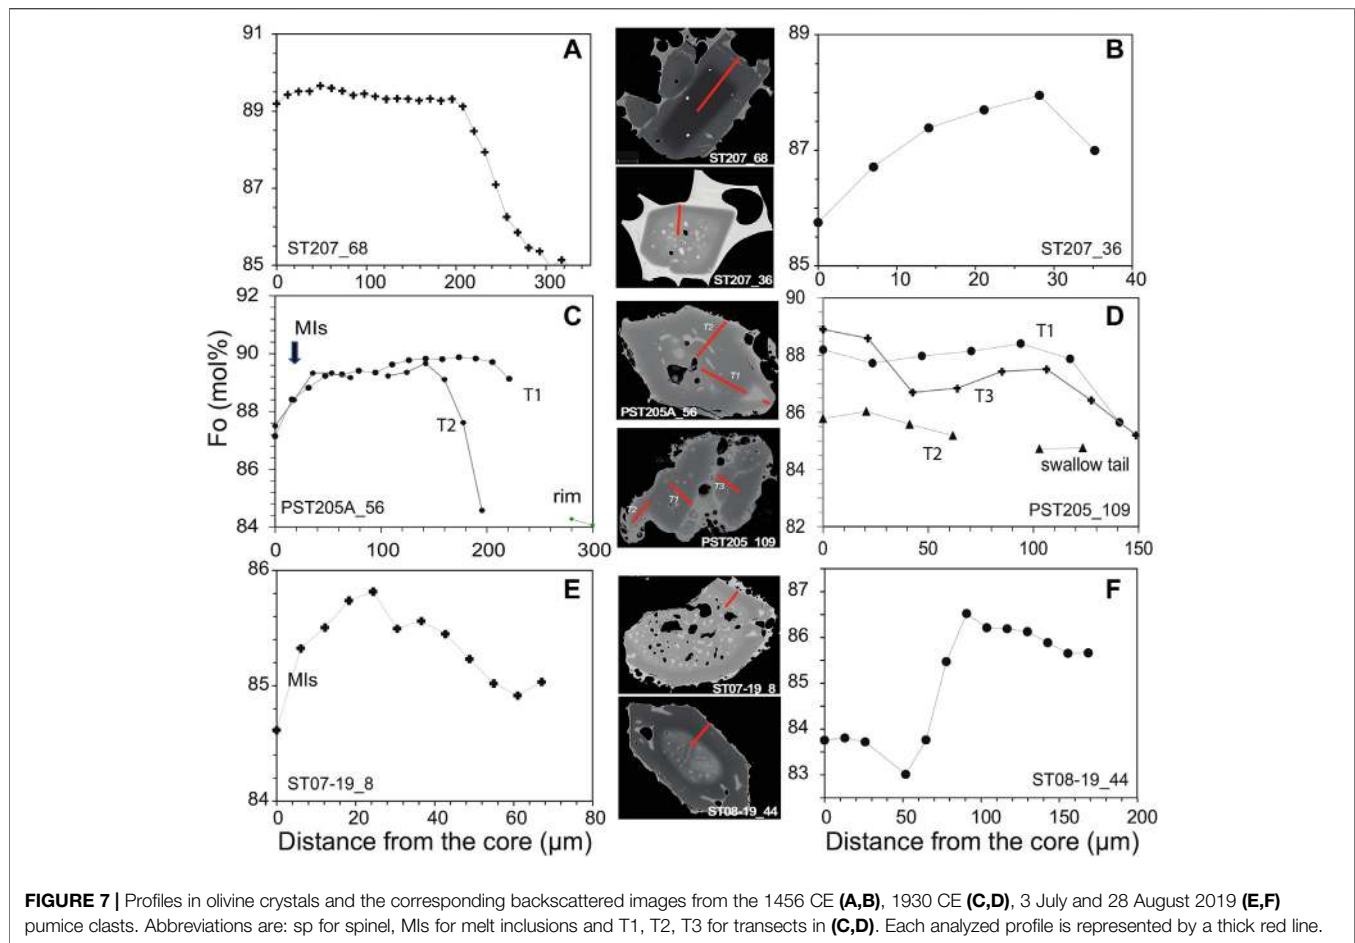 91
89
87
85
0
100
200
300
A
ST207_68
ST207_68
ST207_36
89
88
87
85
0
10
20
30
40
B
ST207_36
Fo (mol%)
92
90
88
86
84
0
100
200
300
C
MIs
T1
T2
rim
PST205A_56
T2
T1
PST205A_56
T2
T1
T3
PST205_109
90
88
86
84
82
0
50
100
150
D
T1
T3
T2
swallow tail
PST205_109
86
85
84
0
20
40
60
80
E
MIs
ST07-19_8
Distance from the core (µm)
ST07-19_8
ST08-19_44
87
86
84
83
0
50
100
150
200
F
ST08-19_44
Distance from the core (µm)
FIGURE 7 | Profiles in olivine crystals and the corresponding backscattered images from the 1456 CE (A,B), 1930 CE (C,D), 3 July and 28 August 2019 (E,F)
pumice clasts. Abbreviations are: sp for spinel, MIs for melt inclusions and T1, T2, T3 for transects in (C,D). Each analyzed profile is represented by a thick red line.